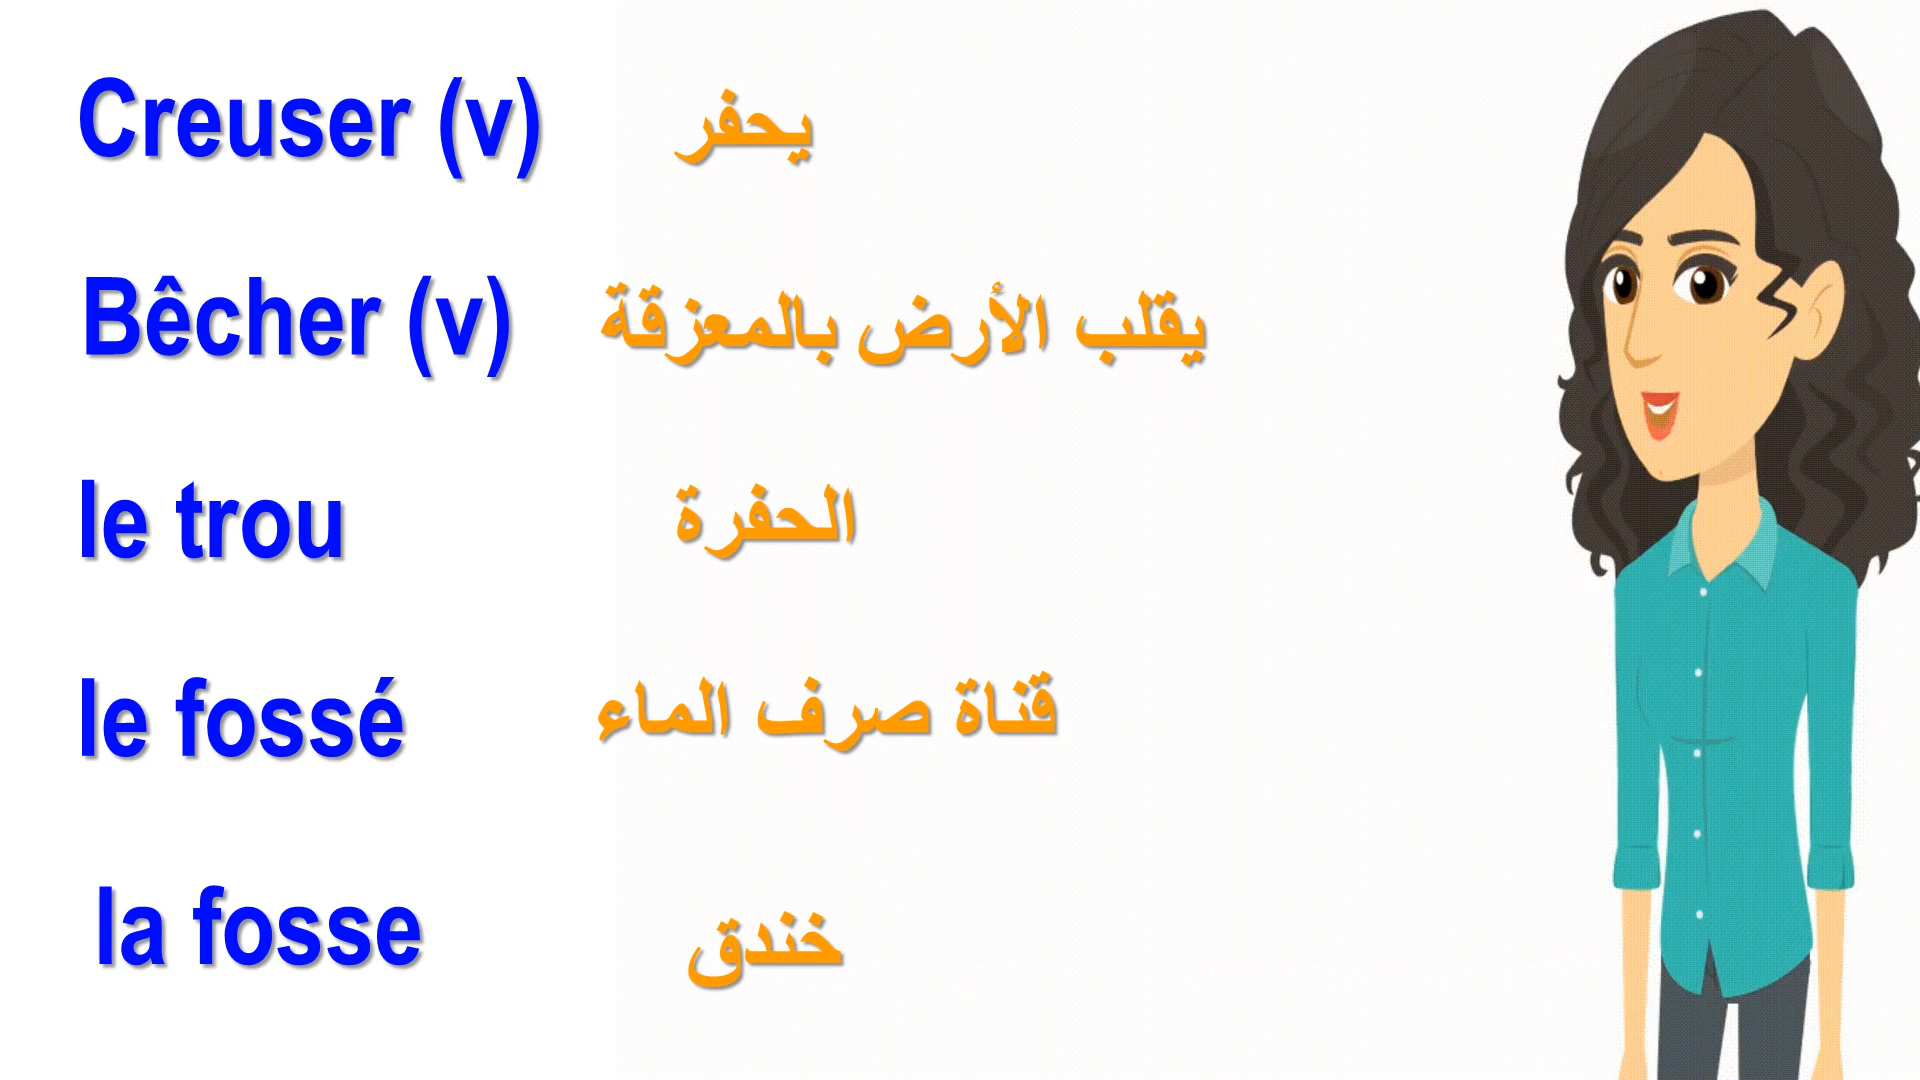 Creuser (v) يحفر
Bêcher (v) يقلب الأرض بالمعزقة
le trou الحفرة
le fossé قناة صرف الماء
la fosse خندق